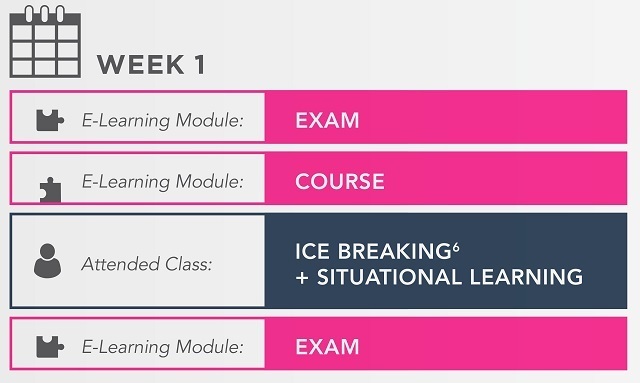 WEEK 1
E-Learning Module: EXAM
E-Learning Module: COURSE
Attended Class: ICE BREAKING⁶
+ SITUATIONAL LEARNING
E-Learning Module: EXAM